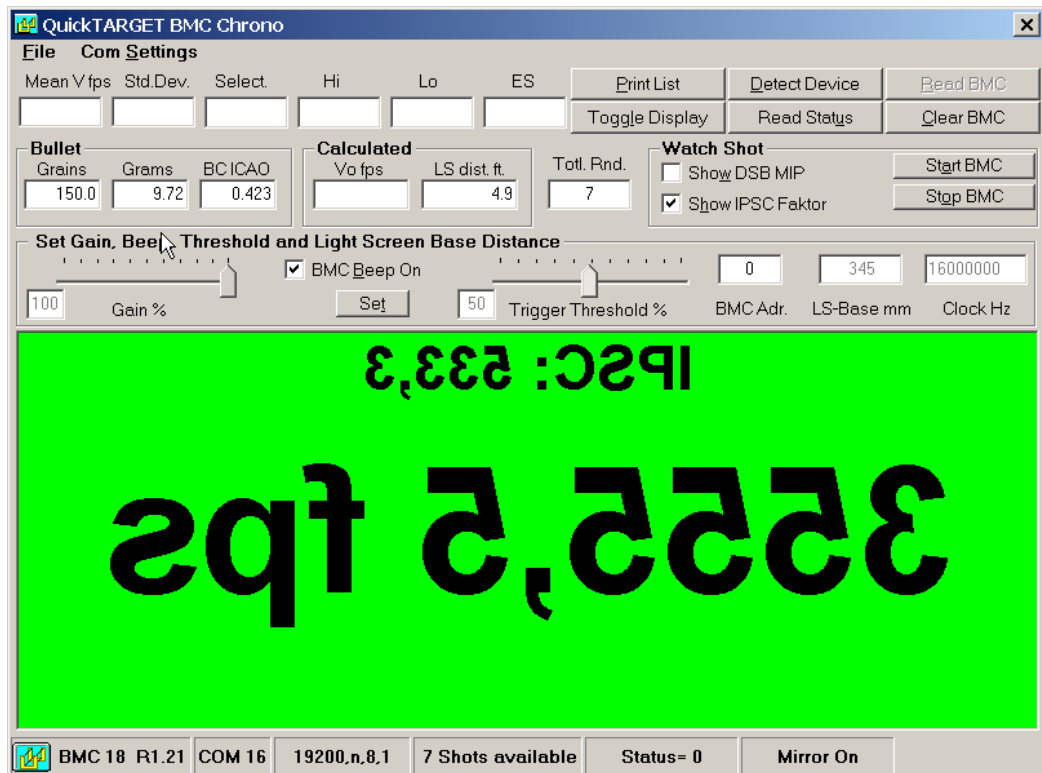 QuickTARGET BMC Chrono
File Com Settings
Mean V fps Std.Dev. Select. Hi Lo ES Print List Detect Device Read BMC
Toggle Display Read Status Clear BMC
Bullet Calculated Totl. Rnd. Watch Shot
Grains Grams BC ICAO Vo fps LS dist. ft. Show DSB MIP Start BMC
150.0 9.72 0.423 4.9 7 Show IPSC Faktor Stop BMC
Set Gain, Beep, Threshold and Light Screen Base Distance
BMC Beep On 0 345 16000000
100 Gain % Set 50 Trigger Threshold % BMC Adr. LS-Base mm Clock Hz
IPSC: 533,3
3555,5 fps
BMC 18 R1.21 COM 16 19200,n,8,1 7 Shots available Status= 0 Mirror On